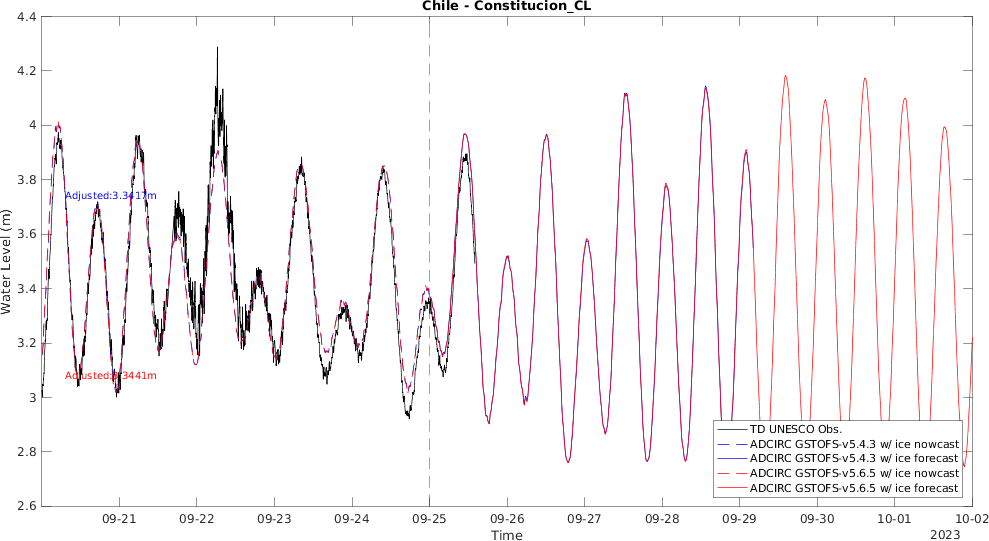 Chile - Constitucion_CL
4.4
4.2
4
3.8
3.6
3.4
3.2
3
2.8
2.6
Water Level (m)
Adjusted:3.3417m
Adjusted:3.3441m
TD UNESCO Obs.
ADCIRC GSTOFS-v5.4.3 w/ ice nowcast
ADCIRC GSTOFS-v5.4.3 w/ ice forecast
ADCIRC GSTOFS-v5.6.5 w/ ice nowcast
ADCIRC GSTOFS-v5.6.5 w/ ice forecast
09-21 09-22 09-23 09-24 09-25 09-26 09-27 09-28 09-29 09-30 10-01 10-02
Time
2023